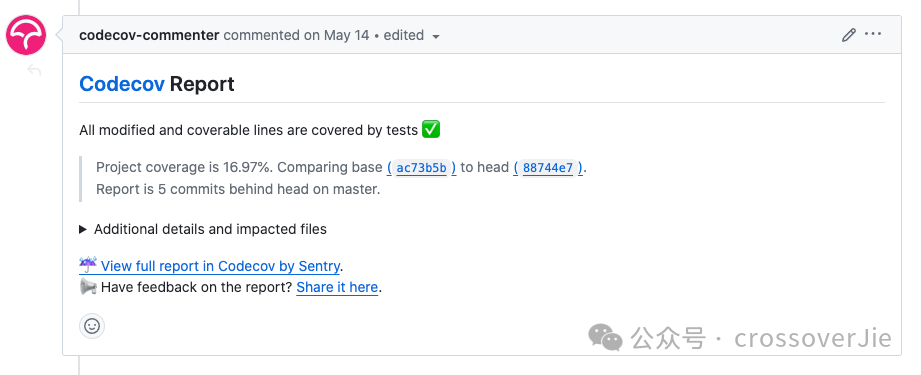 codecov-commenter commented on May 14 • edited
Codecov Report
All modified and coverable lines are covered by tests ✅
Project coverage is 16.97%. Comparing base (ac73b5b) to head (88744e7).
Report is 5 commits behind head on master.
Additional details and impacted files
View full report in Codecov by Sentry.
Have feedback on the report? Share it here.
公众号 · crossoverJie